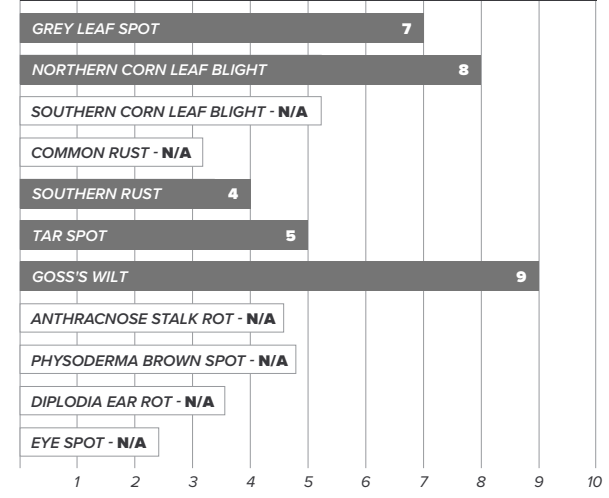 GREY LEAF SPOT 7
NORTHERN CORN LEAF BLIGHT 8
SOUTHERN CORN LEAF BLIGHT - N/A
COMMON RUST - N/A
SOUTHERN RUST 4
TAR SPOT 5
GOSS'S WILT 9
ANTHRACNOSE STALK ROT - N/A
PHYSODERMA BROWN SPOT - N/A
DIPLODIA EAR ROT - N/A
EYE SPOT - N/A
1 2 3 4 5 6 7 8 9 10